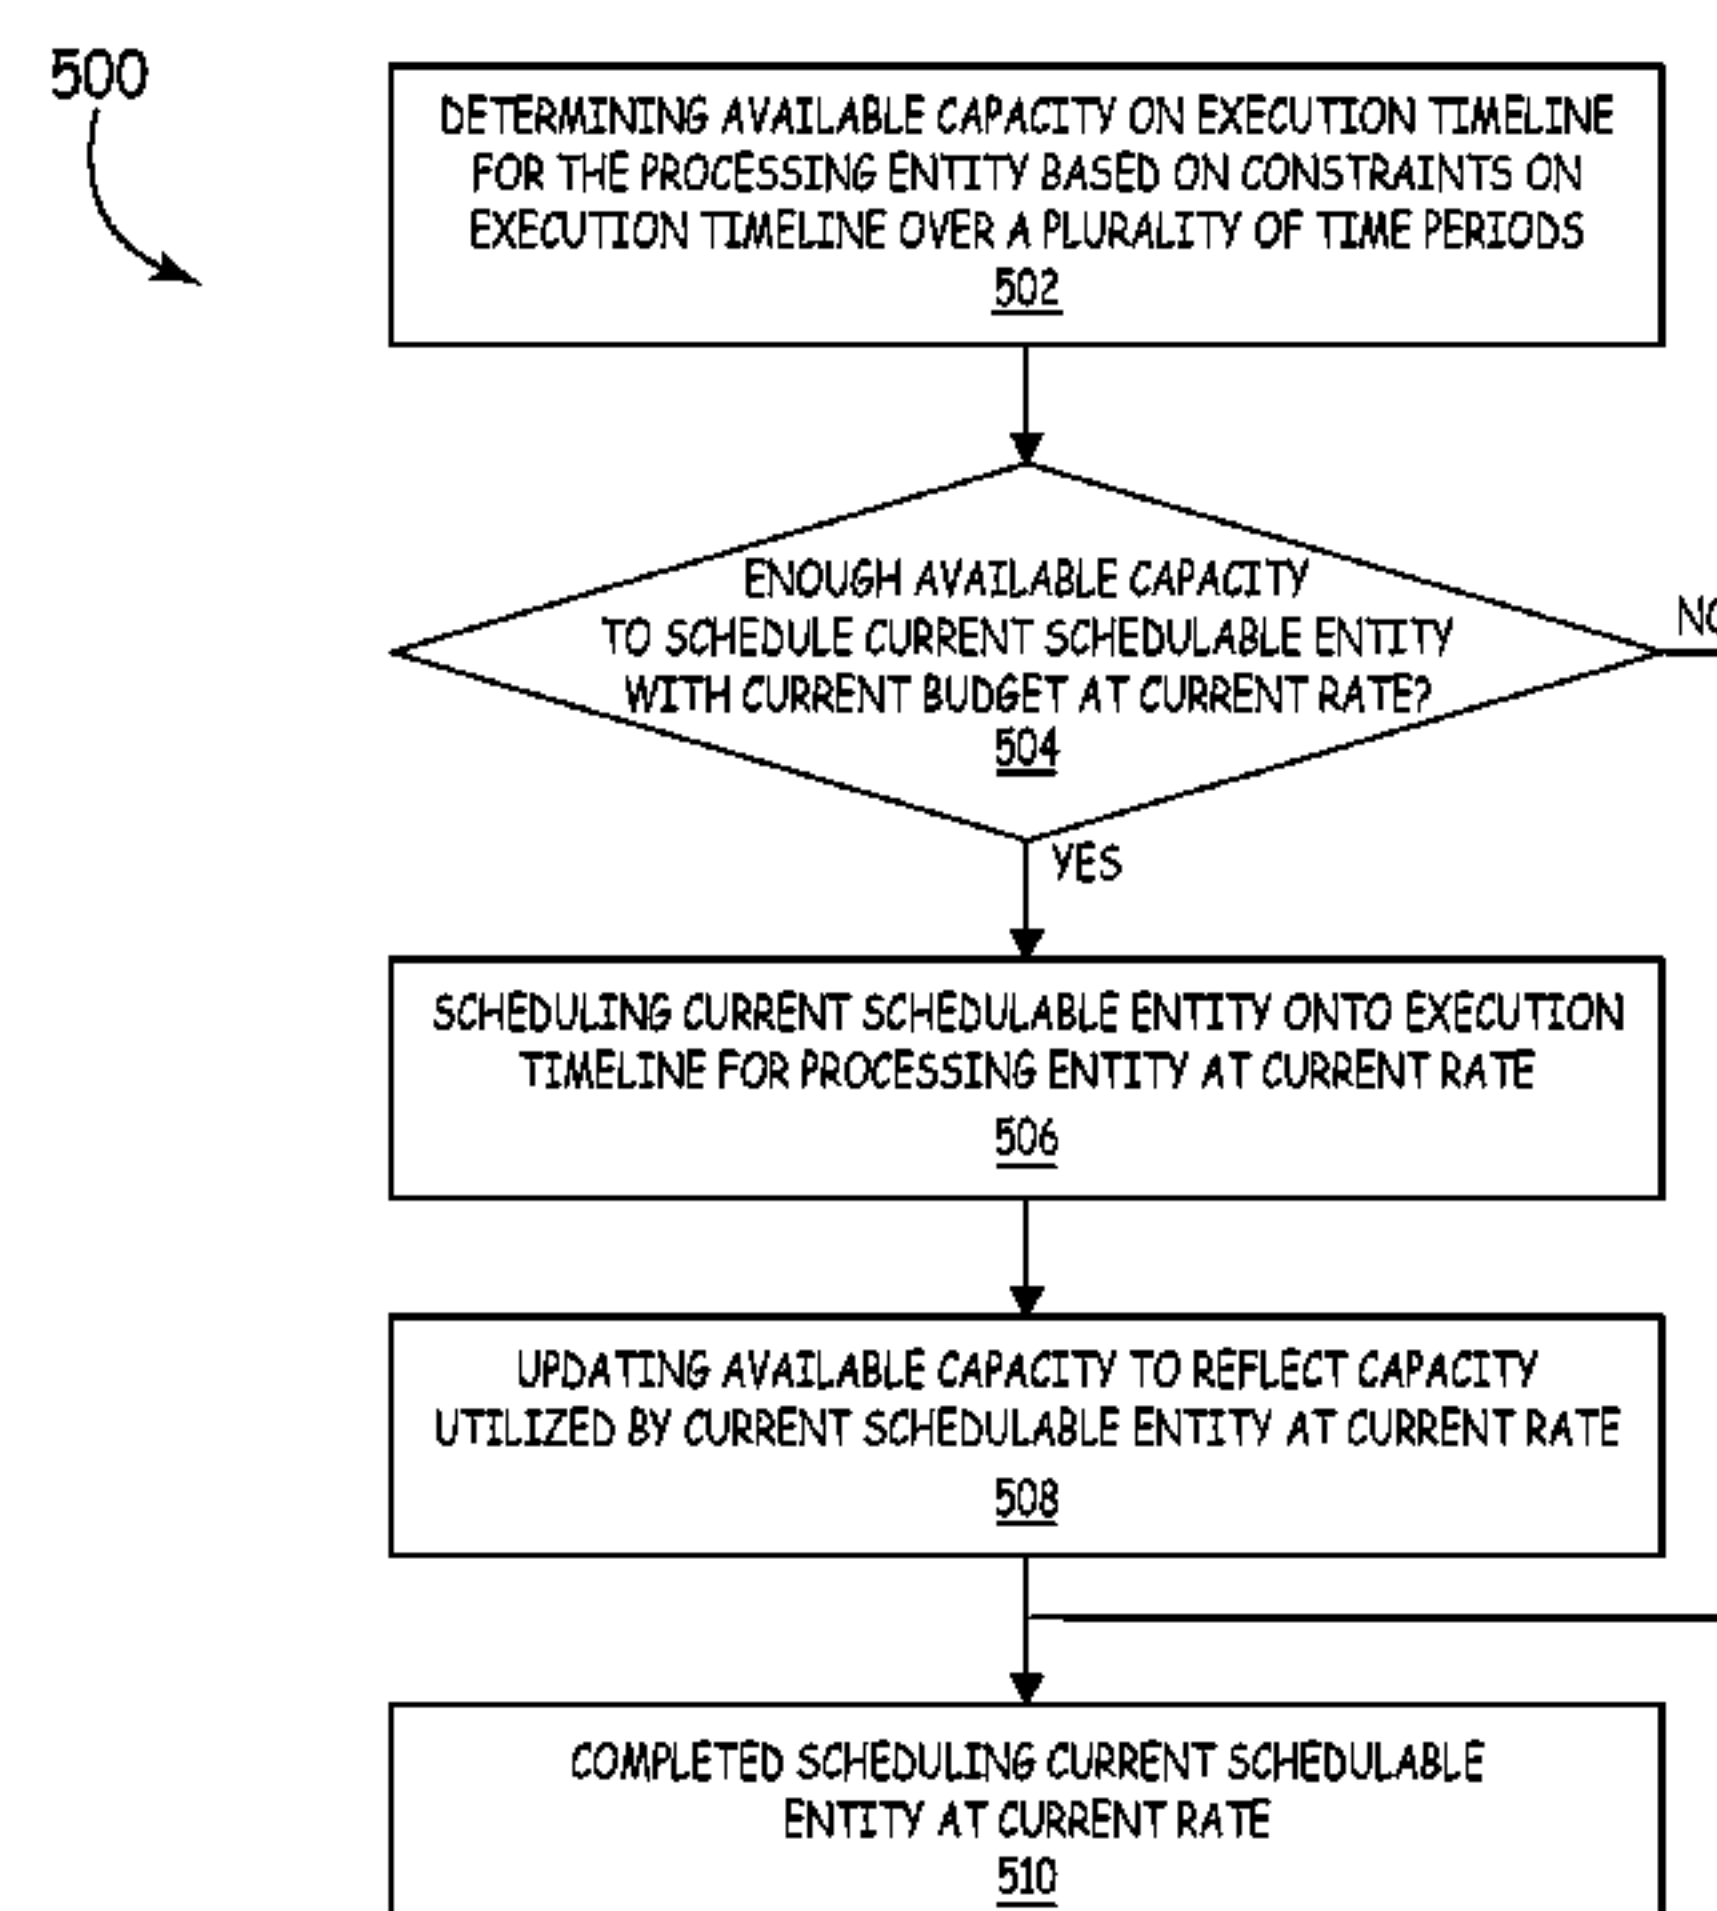 500
DETERMINING AVAILABLE CAPACITY ON EXECUTION TIMELINE
FOR THE PROCESSING ENTITY BASED ON CONSTRAINTS ON
EXECUTION TIMELINE OVER A PLURALITY OF TIME PERIODS
502
ENOUGH AVAILABLE CAPACITY
TO SCHEDULE CURRENT SCHEDULABLE ENTITY
WITH CURRENT BUDGET AT CURRENT RATE?
504
NO
YES
SCHEDULING CURRENT SCHEDULABLE ENTITY ONTO EXECUTION
TIMELINE FOR PROCESSING ENTITY AT CURRENT RATE
506
UPDATING AVAILABLE CAPACITY TO REFLECT CAPACITY
UTILIZED BY CURRENT SCHEDULABLE ENTITY AT CURRENT RATE
508
COMPLETED SCHEDULING CURRENT SCHEDULABLE
ENTITY AT CURRENT RATE
510